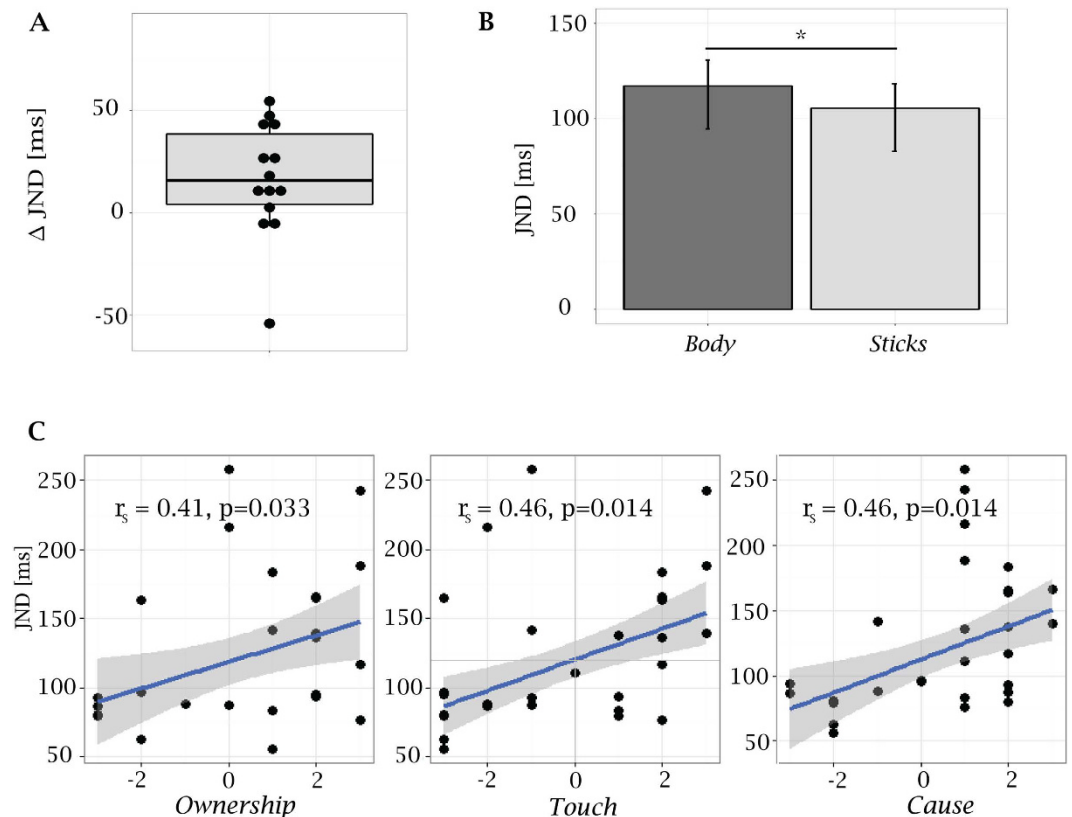 A
Δ JND [ms]
50
0
-50
B
JND [ms]
150
100
50
0
*
Body Sticks
C
JND [ms]
250
200
150
100
50
rs = 0.41, p=0.033
-2 0 2
Ownership
250
200
150
100
50
rs = 0.46, p=0.014
-2 0 2
Touch
250
200
150
100
50
rs = 0.46, p=0.014
-2 0 2
Cause